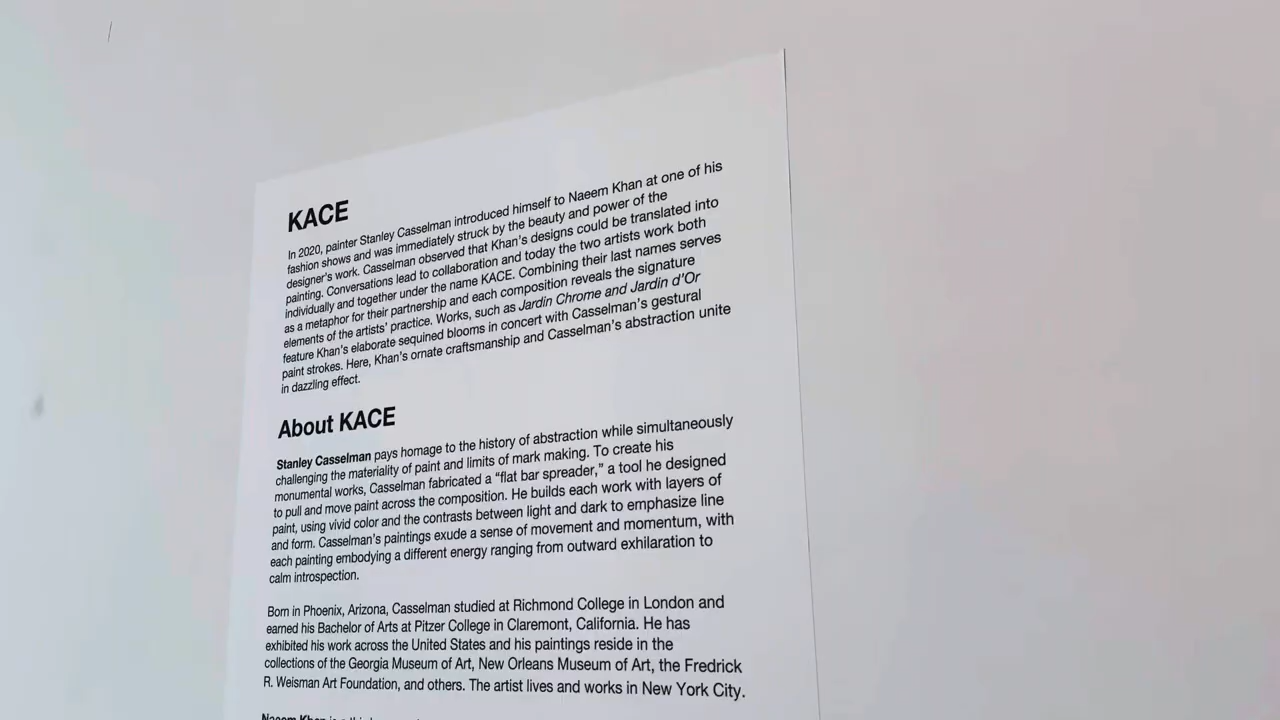 KACE
In 2020, painter Stanley Casselman introduced himself to Naeem Khan at one of his
fashion shows and was immediately struck by the beauty and power of the
designer's work. Casselman observed that Khan's designs could be translated into
painting. Conversations lead to collaboration and today the two artists work both
individually and together under the name KACE. Combining their last names serves
as a metaphor for their partnership and each composition reveals the signature
elements of the artists' practice. Works, such as Jardin Chrome and Jardin d'Or
feature Khan's elaborate sequined blooms in concert with Casselman's gestural
paint strokes. Here, Khan's ornate craftsmanship and Casselman's abstraction unite
in dazzling effect.
About KACE
Stanley Casselman pays homage to the history of abstraction while simultaneously
challenging the materiality of paint and limits of mark making. To create his
monumental works, Casselman fabricated a “flat bar spreader,” a tool he designed
to pull and move paint across the composition. He builds each work with layers of
paint, using vivid color and the contrasts between light and dark to emphasize line
and form. Casselman's paintings exude a sense of movement and momentum, with
each painting embodying a different energy ranging from outward exhilaration to
calm introspection.
Born in Phoenix, Arizona, Casselman studied at Richmond College in London and
earned his Bachelor of Arts at Pitzer College in Claremont, California. He has
exhibited his work across the United States and his paintings reside in the
collections of the Georgia Museum of Art, New Orleans Museum of Art, the Fredrick
R. Weisman Art Foundation, and others. The artist lives and works in New York City.
Naeem Khan is a